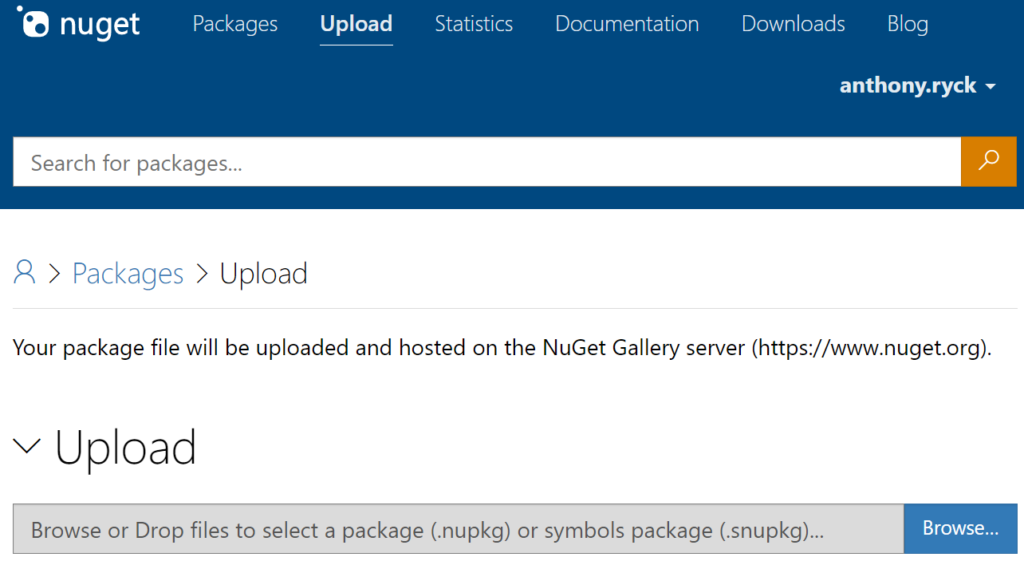 nuget Packages Upload Statistics Documentation Downloads Blog
anthony.ryck
Search for packages...
Packages > Upload
Your package file will be uploaded and hosted on the NuGet Gallery server (https://www.nuget.org).
Upload
Browse or Drop files to select a package (.nupkg) or symbols package (.snupkg)... Browse...